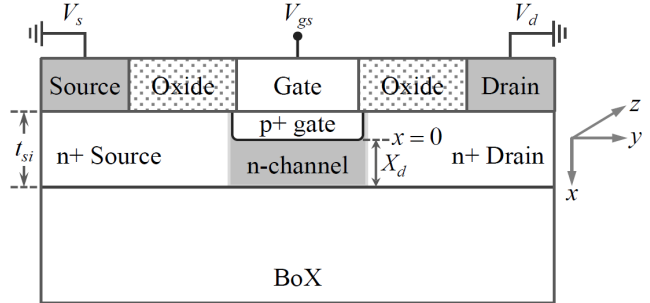 V_s V_gs V_d
Source Oxide Gate Oxide Drain
p+ gate
x = 0
z
y
x
t_si
n+ Source
n-channel
X_d
n+ Drain
BoX